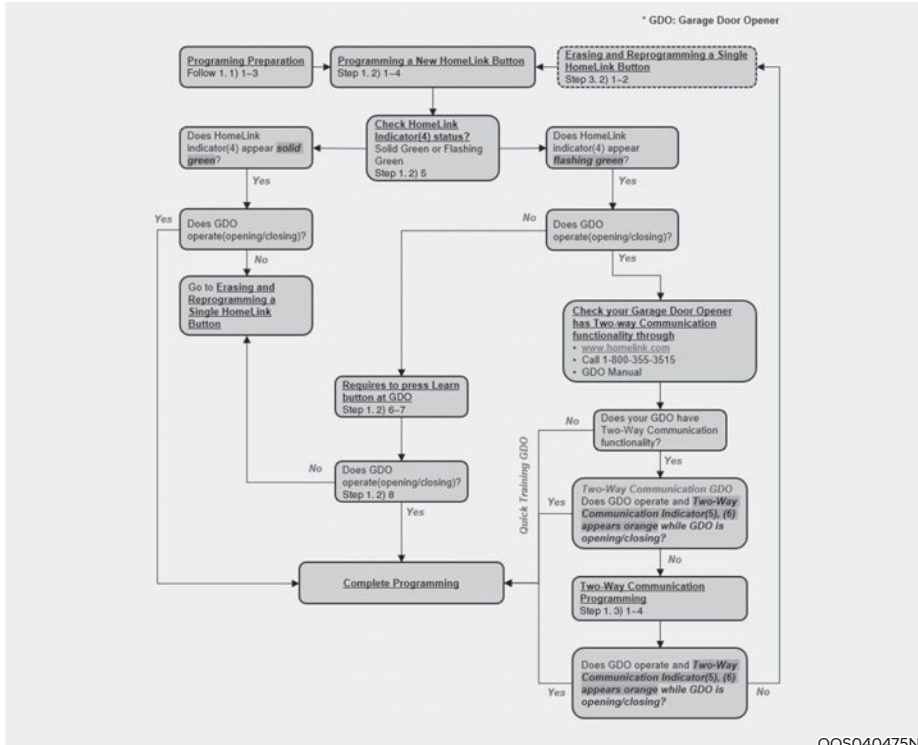 * GDO: Garage Door Opener
Programing Preparation
Follow 1. 1) 1~3
Programming a New HomeLink Button
Step 1. 2) 1~4
Erasing and Reprogramming a Single
HomeLink Button
Step 3. 2) 1~2
Does HomeLink
indicator(4) appear solid
green?
Check HomeLink
Indicator(4) status?
Solid Green or Flashing
Green
Step 1. 2) 5
Does HomeLink
indicator(4) appear
flashing green?
Yes
Yes
Yes
Does GDO
operate(opening/closing)?
No
Does GDO
operate(opening/closing)?
No
Yes
Go to Erasing and
Reprogramming a
Single HomeLink
Button
Check your Garage Door Opener
has Two-way Communication
functionality through
• www.homelink.com
• Call 1-800-355-3515
• GDO Manual
Requires to press Learn
button at GDO
Step 1. 2) 6~7
No
Does your GDO have
Two-Way Communication
functionality?
Yes
Quick Training GDO
No
Does GDO
operate(opening/closing)?
Step 1. 2) 8
Yes
Yes
Two-Way Communication GDO
Does GDO operate and Two-Way
Communication Indicator(5), (6)
appears orange while GDO is
opening/closing?
No
Complete Programming
Two-Way Communication
Programming
Step 1. 3) 1~4
Yes
Does GDO operate and Two-Way
Communication Indicator(5), (6)
appears orange while GDO is
opening/closing?
No
OOS040475N